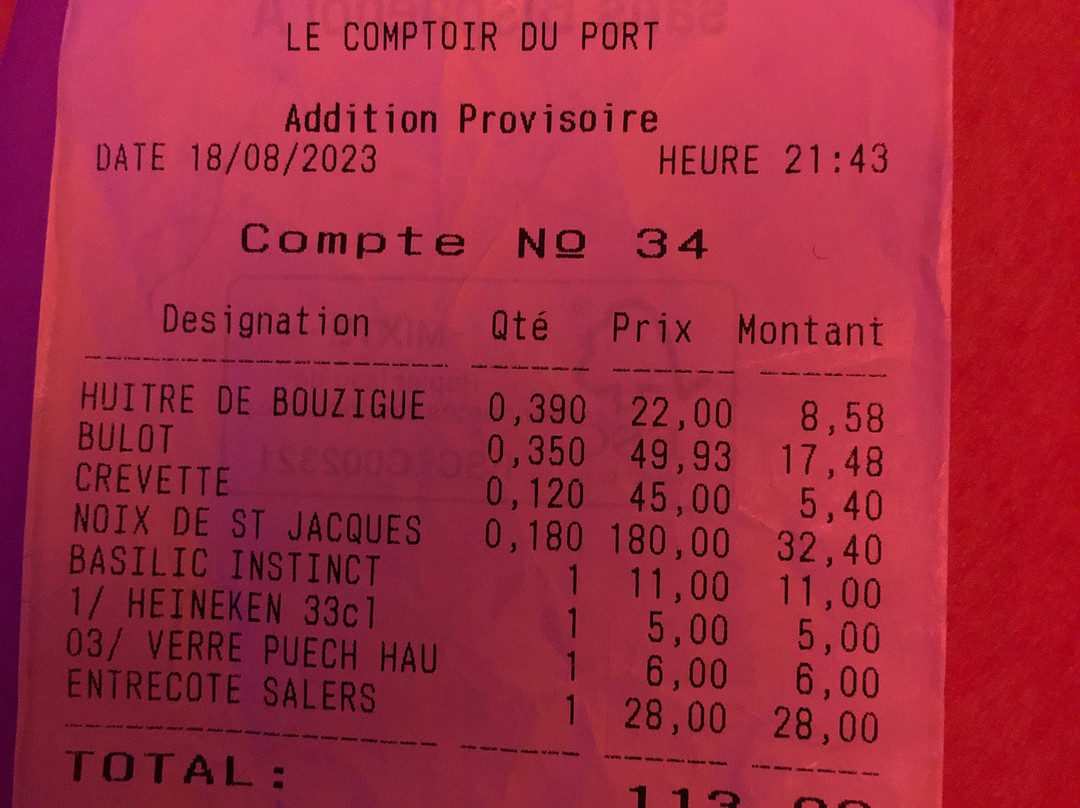 LE COMPTOIR DU PORT
Addition Provisoire
DATE 18/08/2023 HEURE 21:43
Compte Nº 34
Designation Qté Prix Montant
HUITRE DE BOUZIGUE 0,390 22,00 8,58
BULOT 0,350 49,93 17,48
CREVETTE 0,120 45,00 5,40
NOIX DE ST JACQUES 0,180 180,00 32,40
BASILIC INSTINCT 1 11,00 11,00
1/ HEINEKEN 33cl 1 5,00 5,00
03/ VERRE PUECH HAU 1 6,00 6,00
ENTRECOTE SALERS 1 28,00 28,00
TOTAL: